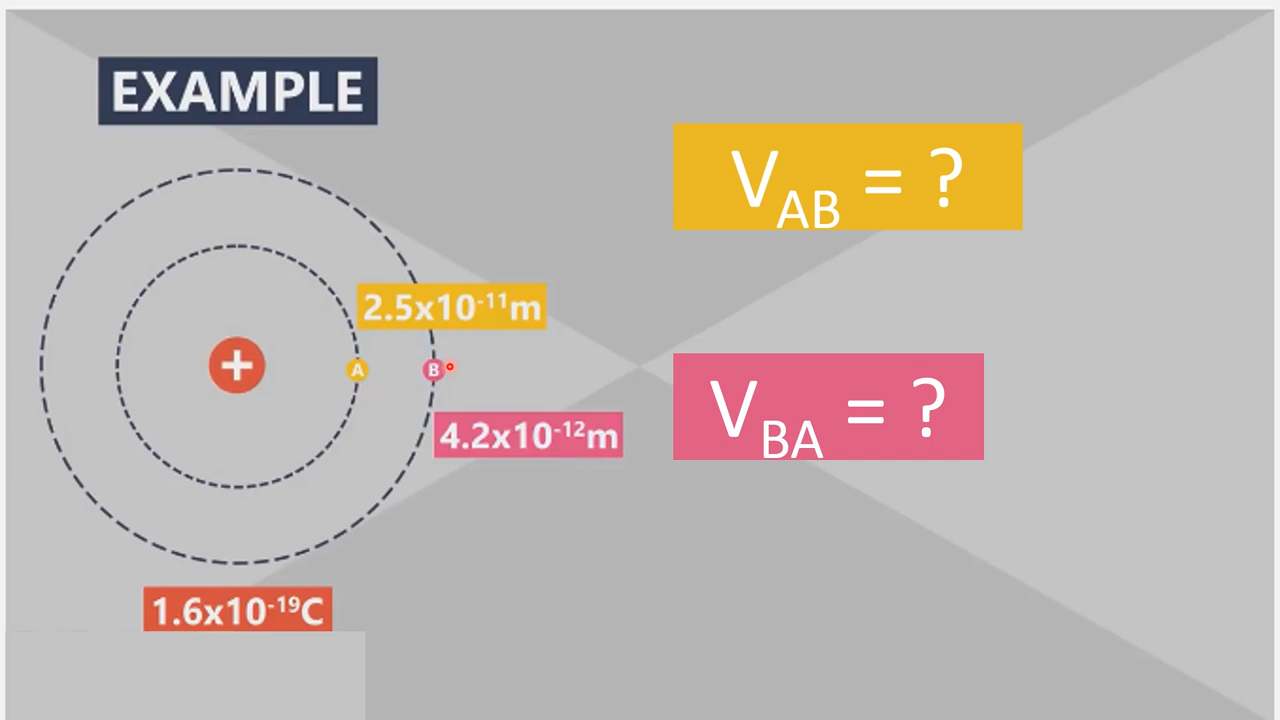 EXAMPLE
V_AB = ?
2.5x10⁻¹¹m
+
A
B
V_BA = ?
4.2x10⁻¹²m
1.6x10⁻¹⁹C